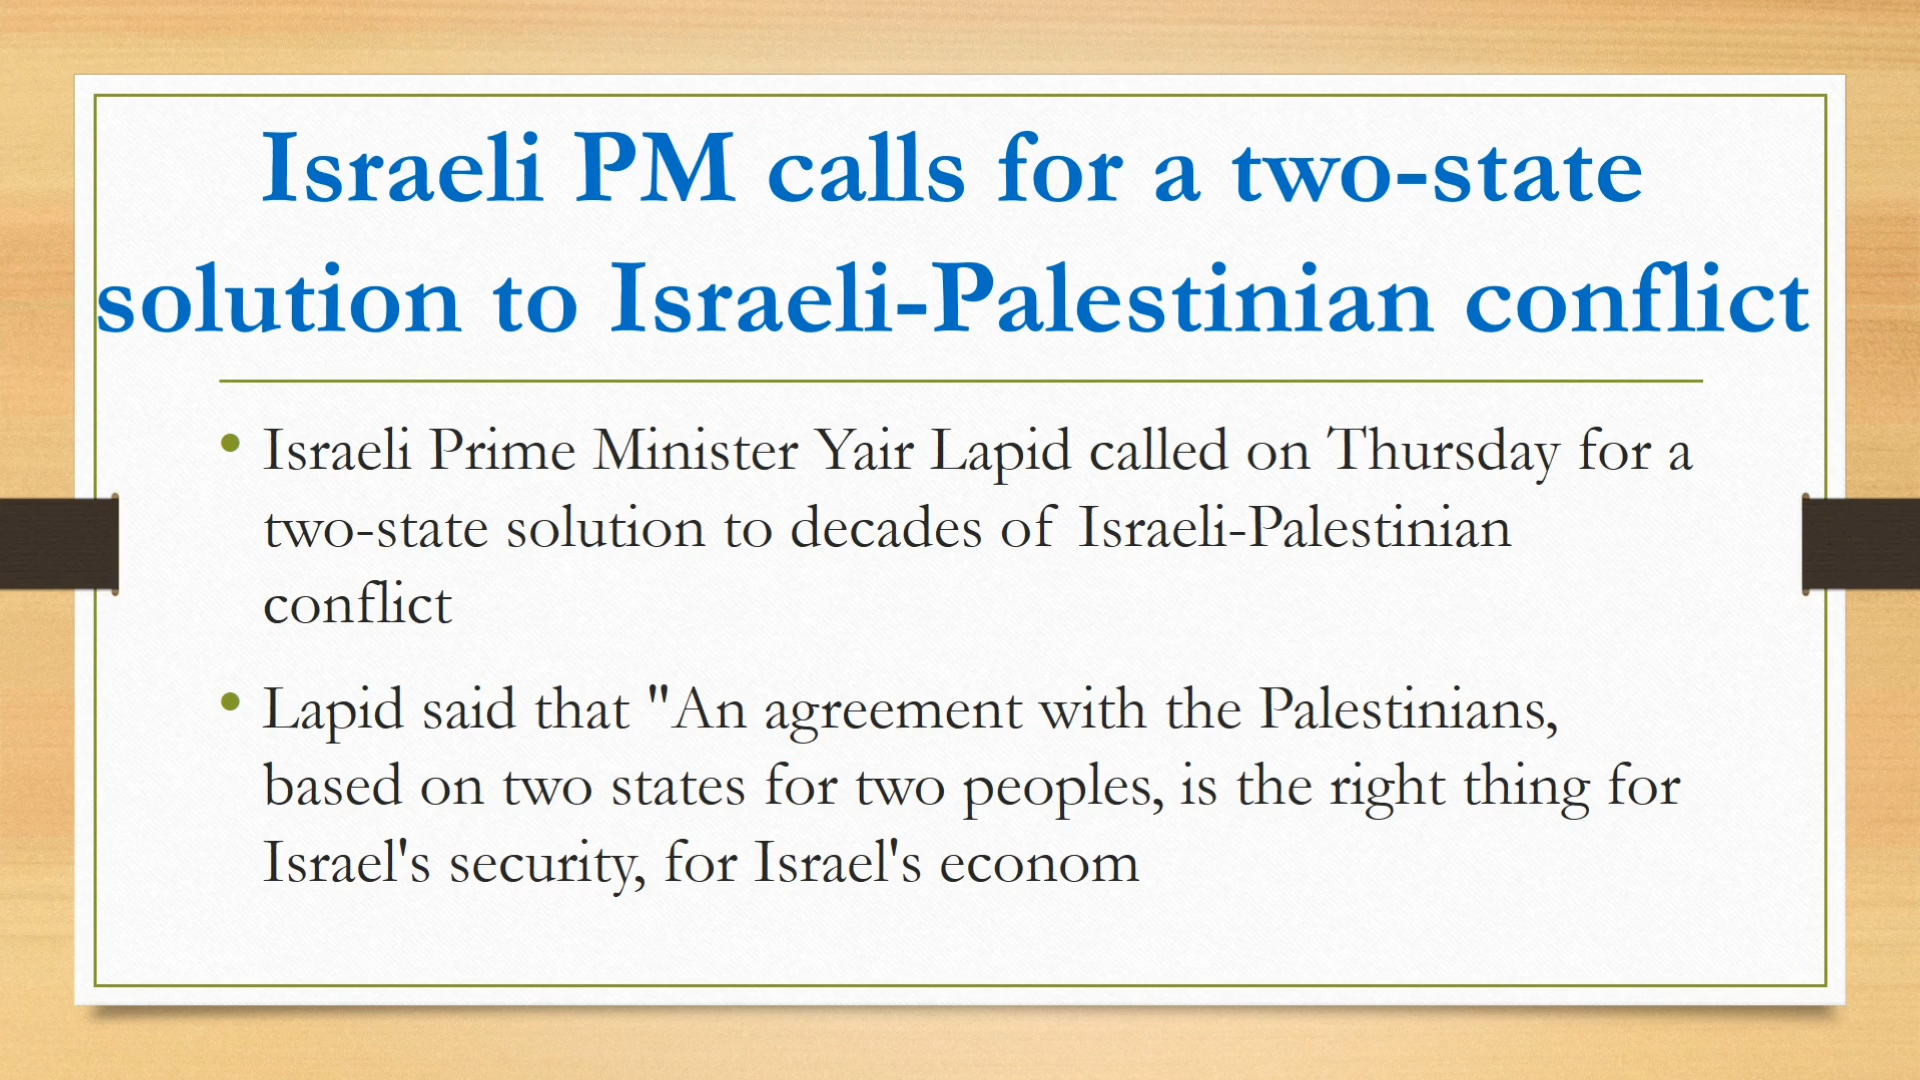 Israeli PM calls for a two-state
solution to Israeli-Palestinian conflict
• Israeli Prime Minister Yair Lapid called on Thursday for a
two-state solution to decades of Israeli-Palestinian
conflict
• Lapid said that "An agreement with the Palestinians,
based on two states for two peoples, is the right thing for
Israel's security, for Israel's econom